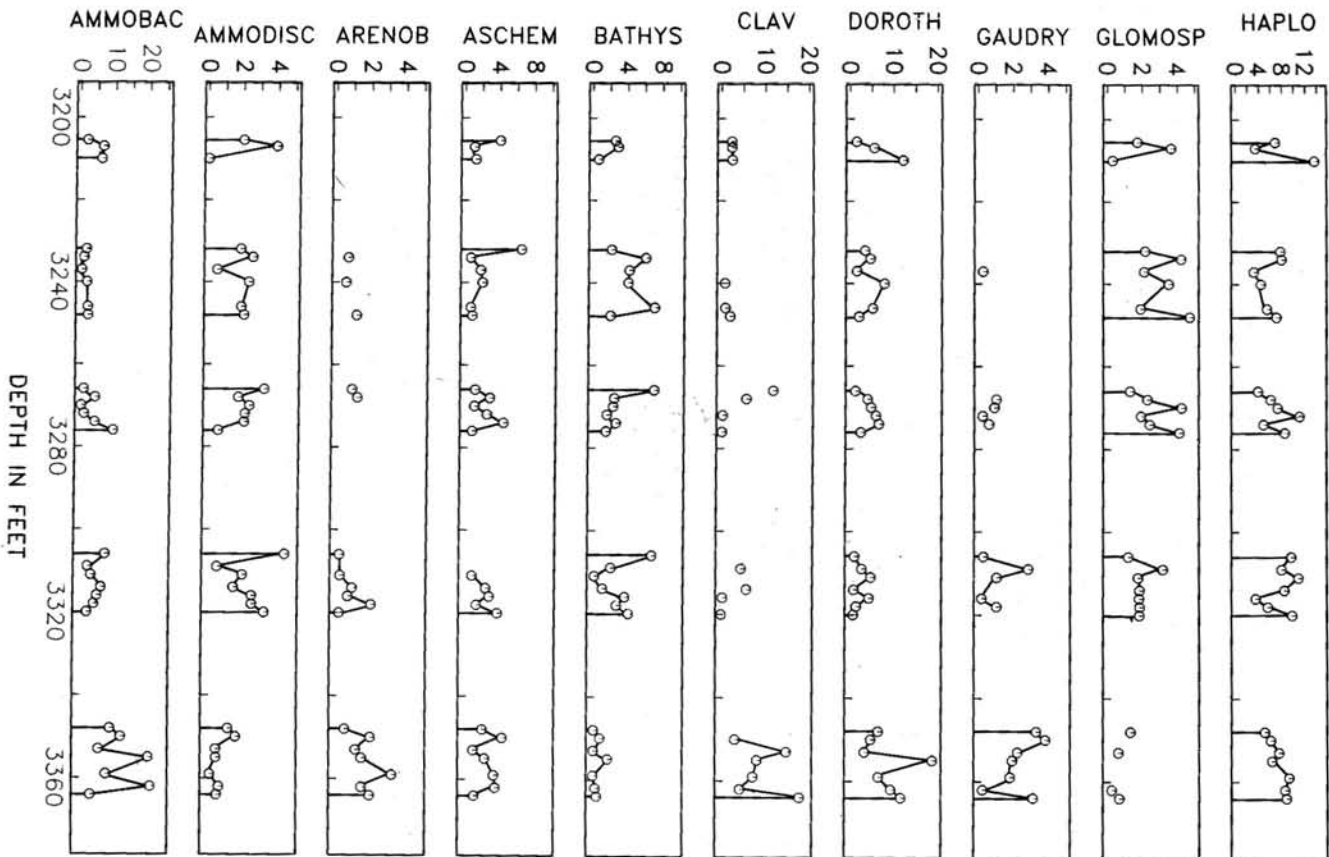 AMMOBAC
AMMODISC
ARENOB
ASCHEM
BATHYS
CLAV
DOROTH
GAUDRY
GLOMOSP
HAPLO
0 10 20
0 2 4
0 2 4
0 4 8
0 4 8
0 10 20
0 10 20
0 2 4
0 2 4
0 4 8 12
3200
3240
3280
3320
3360
DEPTH IN FEET